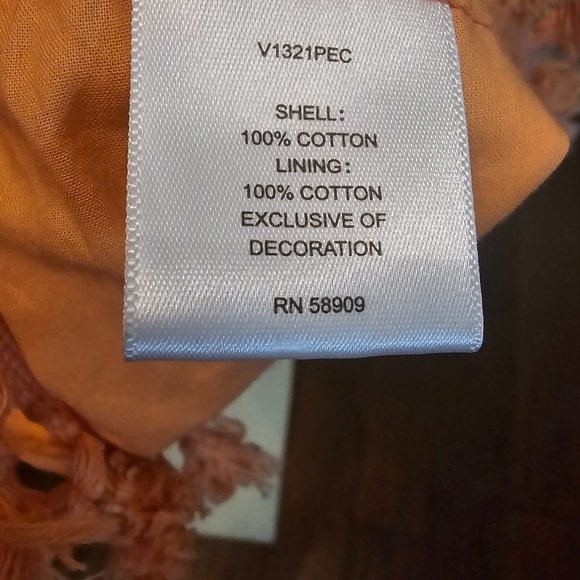 V1321PEC
SHELL:
100% COTTON
LINING:
100% COTTON
EXCLUSIVE OF
DECORATION
RN 58909